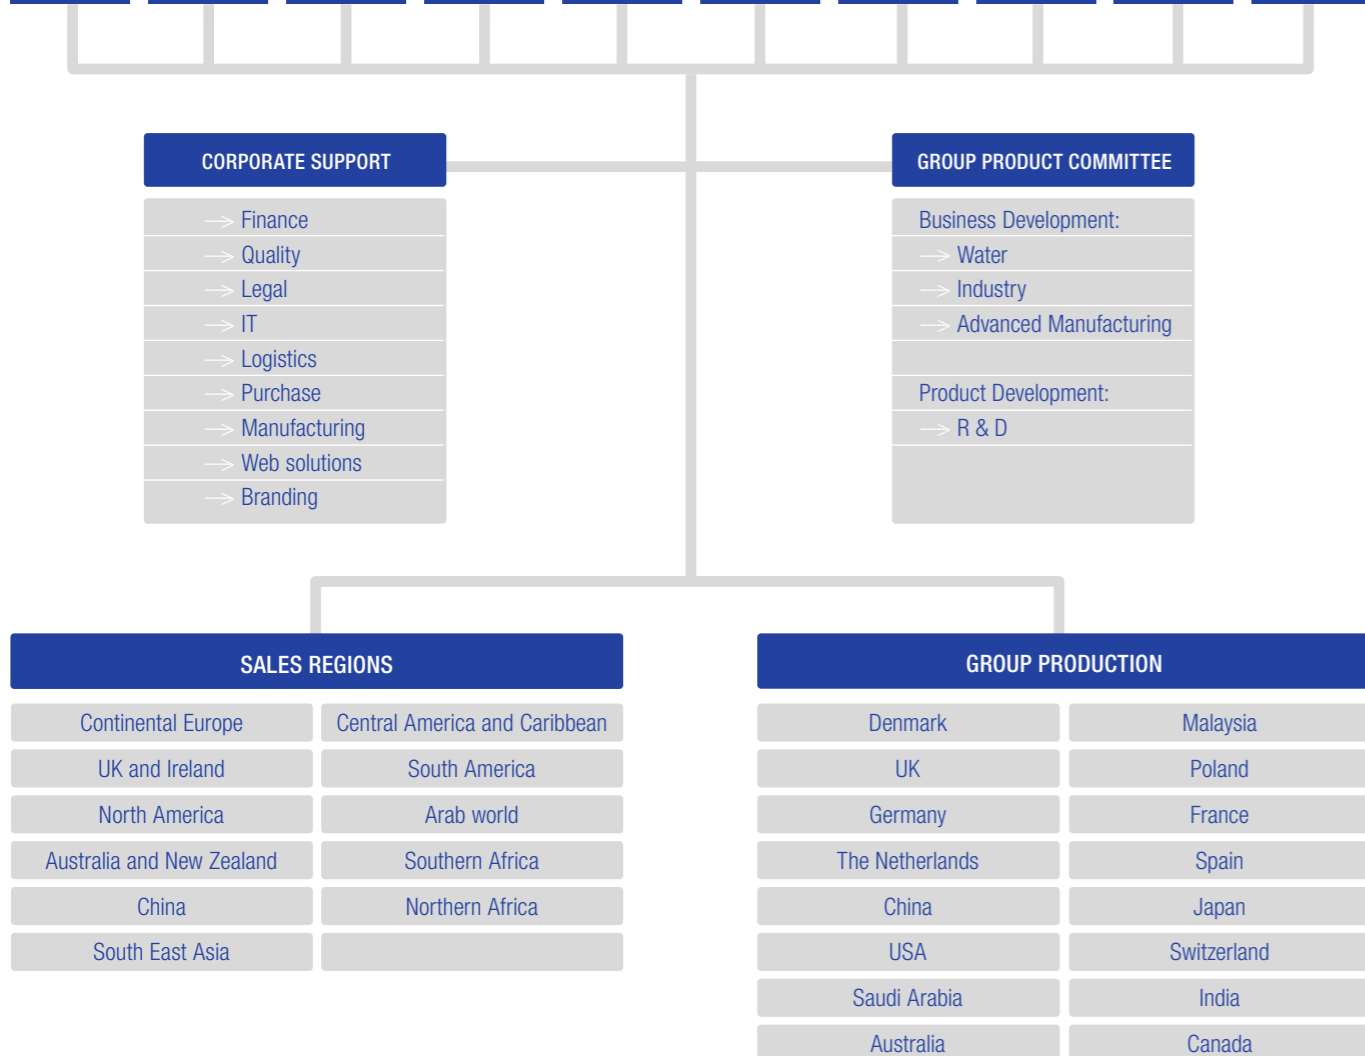 CORPORATE SUPPORT
Finance
Quality
Legal
IT
Logistics
Purchase
Manufacturing
Web solutions
Branding
GROUP PRODUCT COMMITTEE
Business Development:
Water
Industry
Advanced Manufacturing
Product Development:
R & D
SALES REGIONS
Continental Europe
UK and Ireland
North America
Australia and New Zealand
China
South East Asia
Central America and Caribbean
South America
Arab world
Southern Africa
Northern Africa
GROUP PRODUCTION
Denmark
UK
Germany
The Netherlands
China
USA
Saudi Arabia
Australia
Malaysia
Poland
France
Spain
Japan
Switzerland
India
Canada